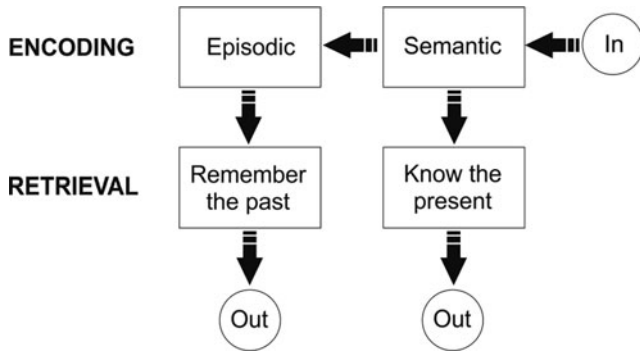 ENCODING
Episodic
Semantic
In
RETRIEVAL
Remember
the past
Know the
present
Out
Out